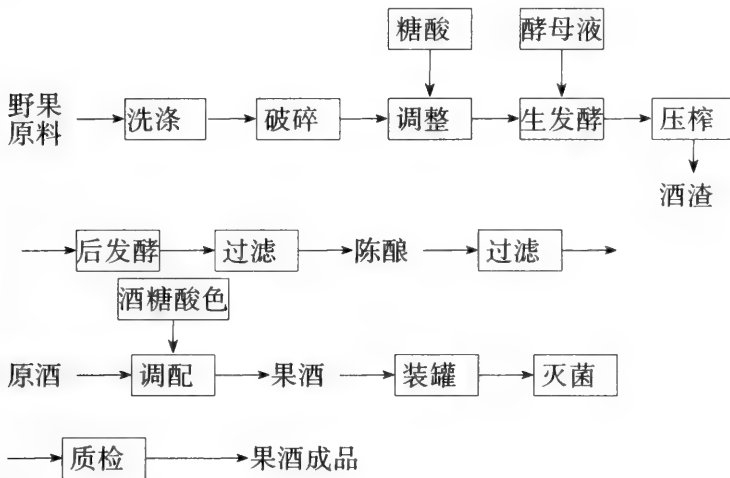 糖酸 酵母液
野果原料 洗涤 破碎 调整 生发酵 压榨
酒渣
后发酵 过滤 陈酿 过滤
酒糖酸色
原酒 调配 果酒 装罐 灭菌
质检 果酒成品